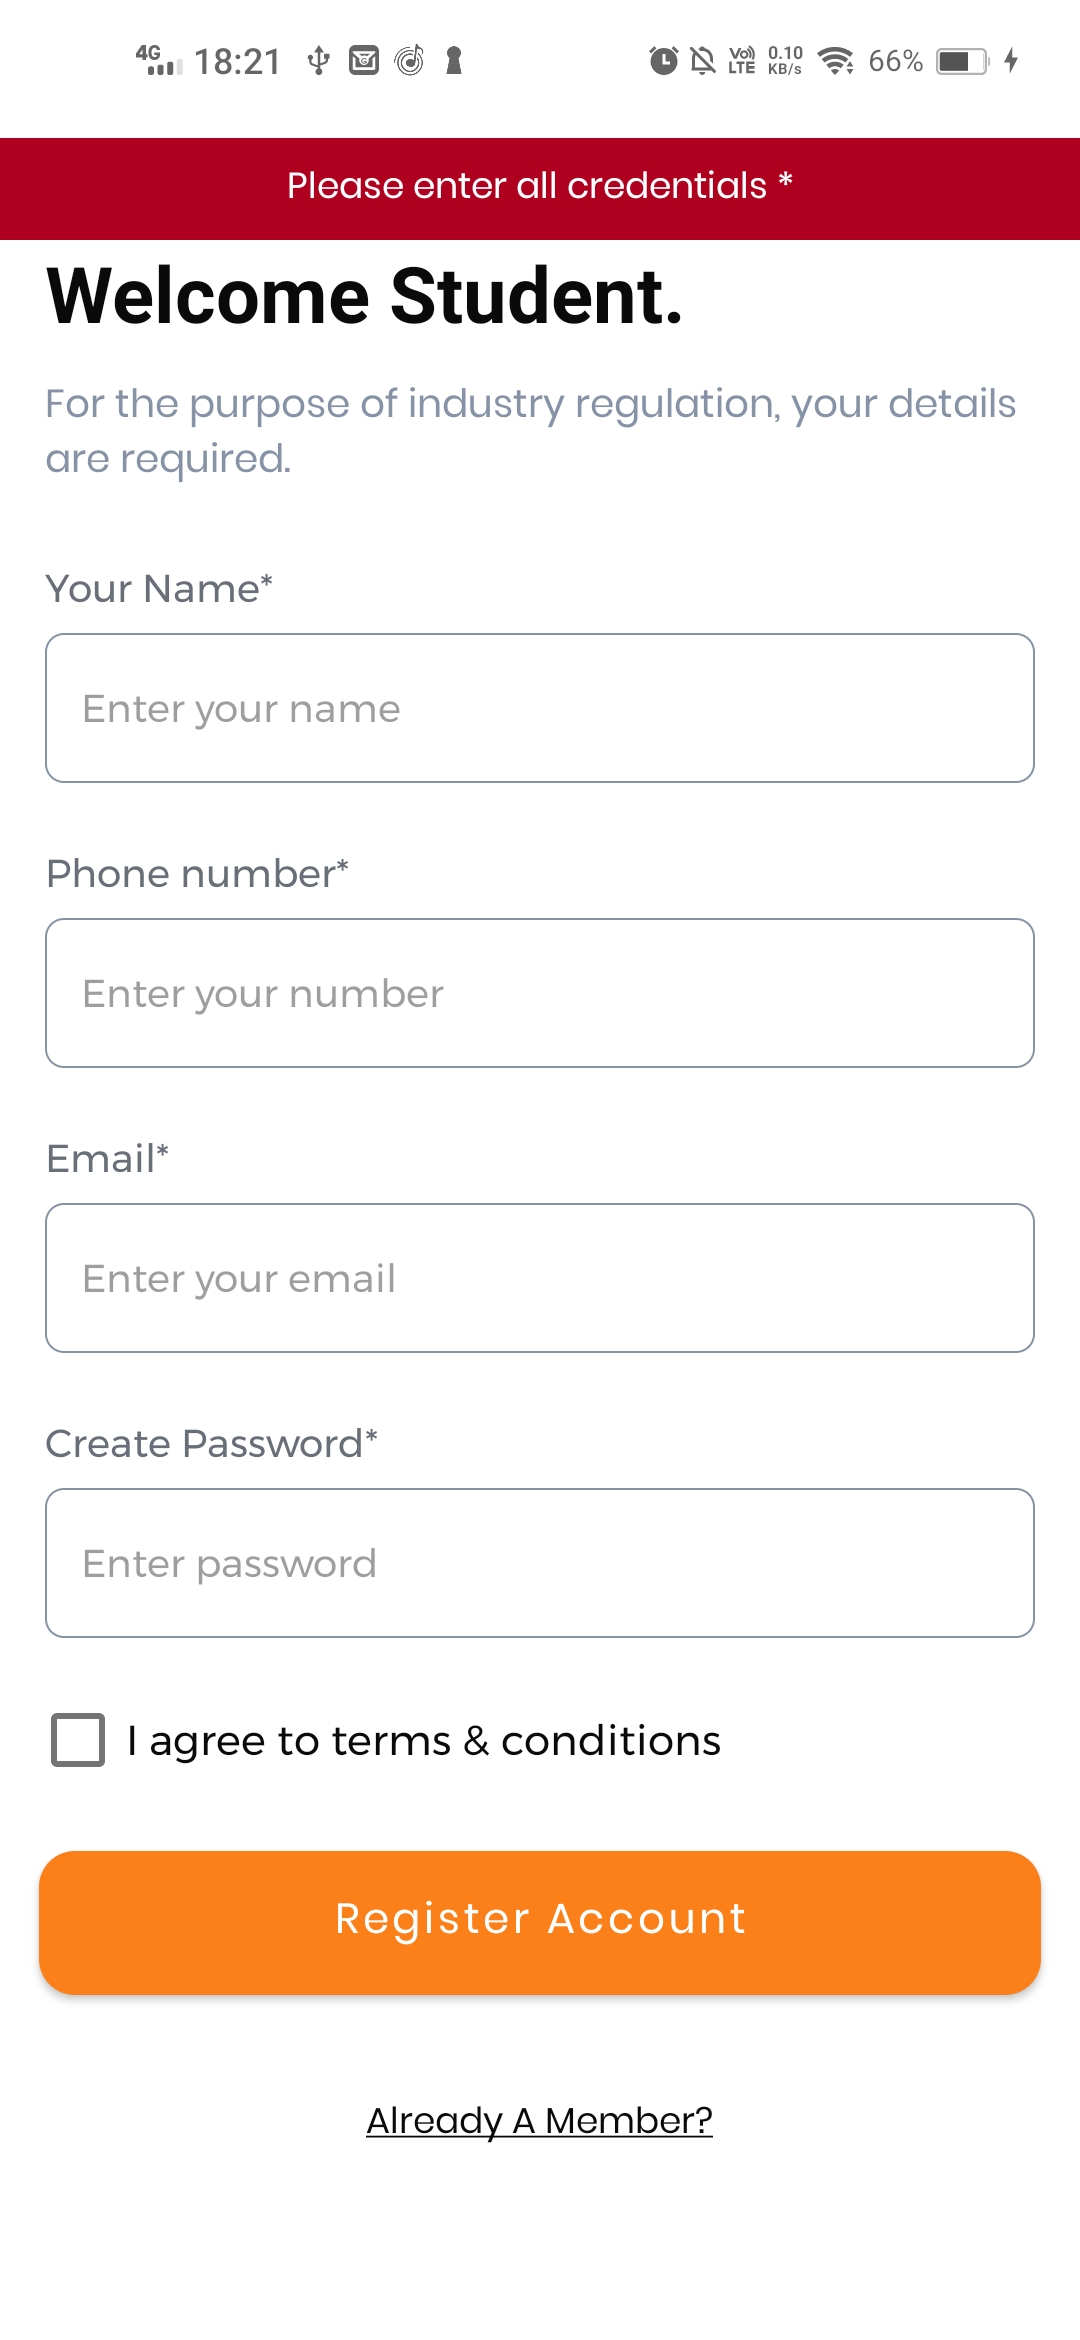 4G 18:21 Vo)) LTE 0.10 KB/s 66%
Please enter all credentials *
Welcome Student.
For the purpose of industry regulation, your details
are required.
Your Name*
Enter your name
Phone number*
Enter your number
Email*
Enter your email
Create Password*
Enter password
I agree to terms & conditions
Register Account
Already A Member?